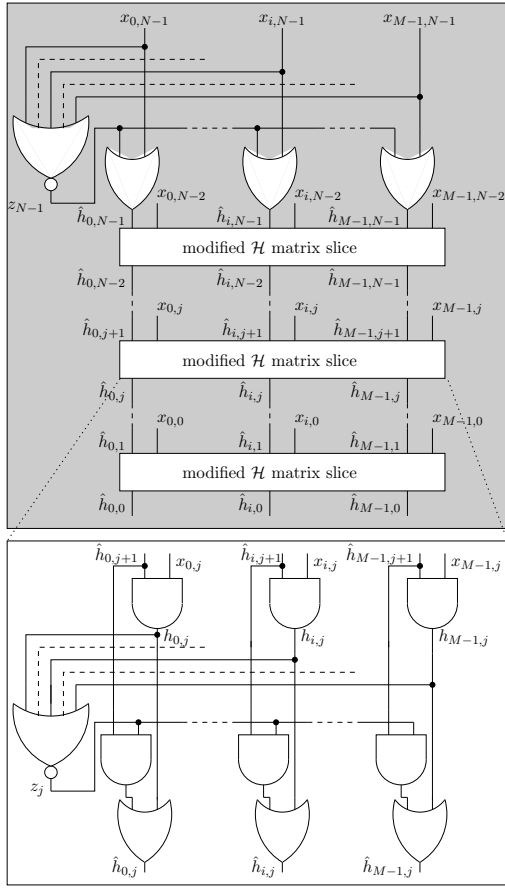 x_{0,N-1} x_{i,N-1} x_{M-1,N-1}
z_{N-1}
x_{0,N-2} x_{i,N-2} x_{M-1,N-2}
ĥ_{0,N-1} ĥ_{i,N-1} ĥ_{M-1,N-1}
modified ℋ matrix slice
ĥ_{0,N-2} ĥ_{i,N-2} ĥ_{M-1,N-1}
x_{0,j} x_{i,j} x_{M-1,j}
ĥ_{0,j+1} ĥ_{i,j+1} ĥ_{M-1,j+1}
modified ℋ matrix slice
ĥ_{0,j} ĥ_{i,j} ĥ_{M-1,j}
x_{0,0} x_{i,0} x_{M-1,0}
ĥ_{0,1} ĥ_{i,1} ĥ_{M-1,1}
modified ℋ matrix slice
ĥ_{0,0} ĥ_{i,0} ĥ_{M-1,0}
ĥ_{0,j+1} ĥ_{i,j+1} ĥ_{M-1,j+1}
x_{0,j} x_{i,j} x_{M-1,j}
h_{0,j} h_{i,j} h_{M-1,j}
z_j
ĥ_{0,j} ĥ_{i,j} ĥ_{M-1,j}